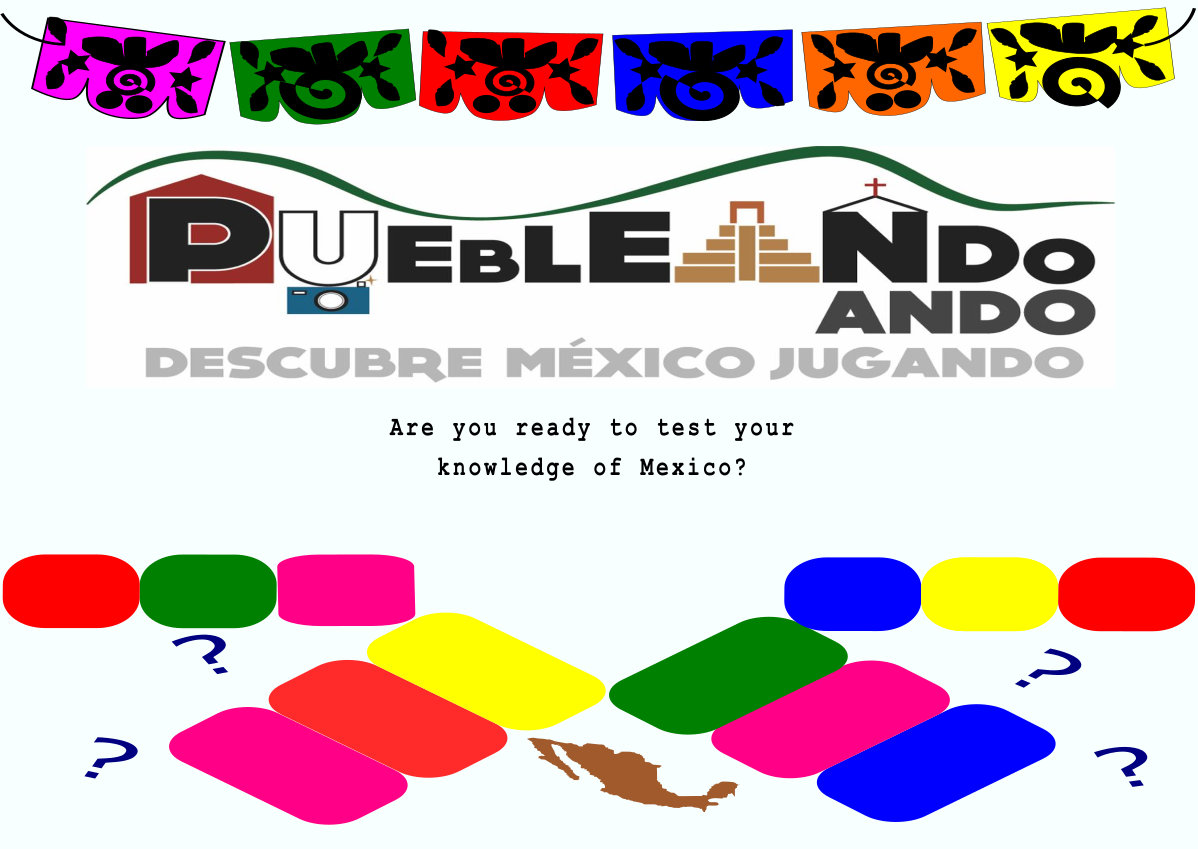 PUEBLEANDO
ANDO
DESCUBRE MÉXICO JUGANDO
Are you ready to test your
knowledge of Mexico?
?
?
?
?